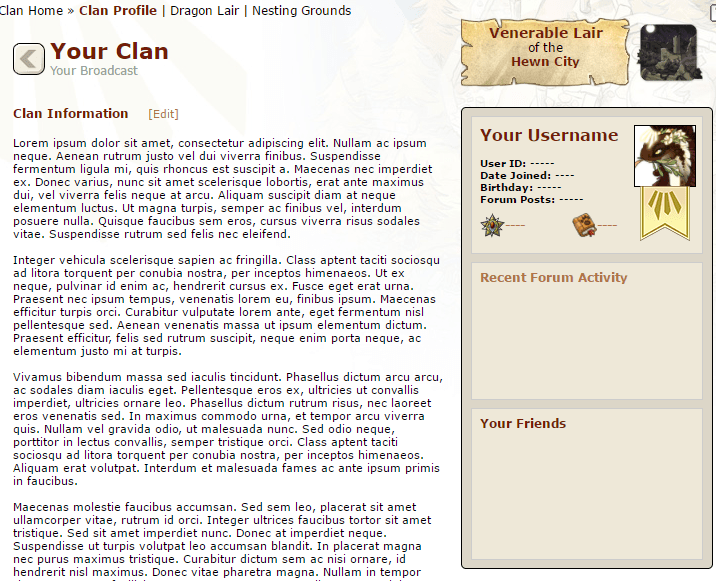 Clan Home » Clan Profile | Dragon Lair | Nesting Grounds
Your Clan
Your Broadcast
Clan Information [Edit]
Lorem ipsum dolor sit amet, consectetur adipiscing elit. Nullam ac ipsum
neque. Aenean rutrum justo vel dui viverra finibus. Suspendisse
fermentum ligula mi, quis rhoncus est suscipit a. Maecenas nec imperdiet
ex. Donec varius, nunc sit amet scelerisque lobortis, erat ante maximus
dui, vel viverra felis neque at arcu. Aliquam suscipit diam at neque
elementum luctus. Ut magna turpis, semper ac finibus vel, interdum
posuere nulla. Quisque faucibus sem eros, cursus viverra risus sodales
vitae. Suspendisse rutrum sed felis nec eleifend.
Integer vehicula scelerisque sapien ac fringilla. Class aptent taciti sociosqu
ad litora torquent per conubia nostra, per inceptos himenaeos. Ut ex
neque, pulvinar id enim ac, hendrerit cursus ex. Fusce eget erat urna.
Praesent nec ipsum tempus, venenatis lorem eu, finibus ipsum. Maecenas
efficitur turpis orci. Curabitur vulputate lorem ante, eget fermentum nisl
pellentesque sed. Aenean venenatis massa ut ipsum elementum dictum.
Praesent efficitur, felis sed rutrum suscipit, neque enim porta neque, ac
elementum justo mi at turpis.
Vivamus bibendum massa sed iaculis tincidunt. Phasellus dictum arcu arcu,
ac sodales diam iaculis eget. Pellentesque eros ex, ultricies ut convallis
imperdiet, ultricies ornare leo. Phasellus dictum rutrum risus, nec laoreet
eros venenatis sed. In maximus commodo urna, et tempor arcu viverra
quis. Nullam vel gravida odio, ut malesuada nunc. Sed odio neque,
porttitor in lectus convallis, semper tristique orci. Class aptent taciti
sociosqu ad litora torquent per conubia nostra, per inceptos himenaeos.
Aliquam erat volutpat. Interdum et malesuada fames ac ante ipsum primis
in faucibus.
Maecenas molestie faucibus accumsan. Sed sem leo, placerat sit amet
ullamcorper vitae, rutrum id orci. Integer ultrices faucibus tortor sit amet
tristique. Sed sit amet imperdiet nunc. Donec at imperdiet neque.
Suspendisse ut turpis volutpat leo accumsan blandit. In placerat magna
nec purus maximus tristique. Curabitur dictum sem ac nisi ornare, id
hendrerit nisl maximus. Donec vitae pharetra magna. Nullam in tempor
Venerable Lair
of the
Hewn City
Your Username
User ID: -----
Date Joined: ----
Birthday: -----
Forum Posts: -----
---- ----
Recent Forum Activity
Your Friends